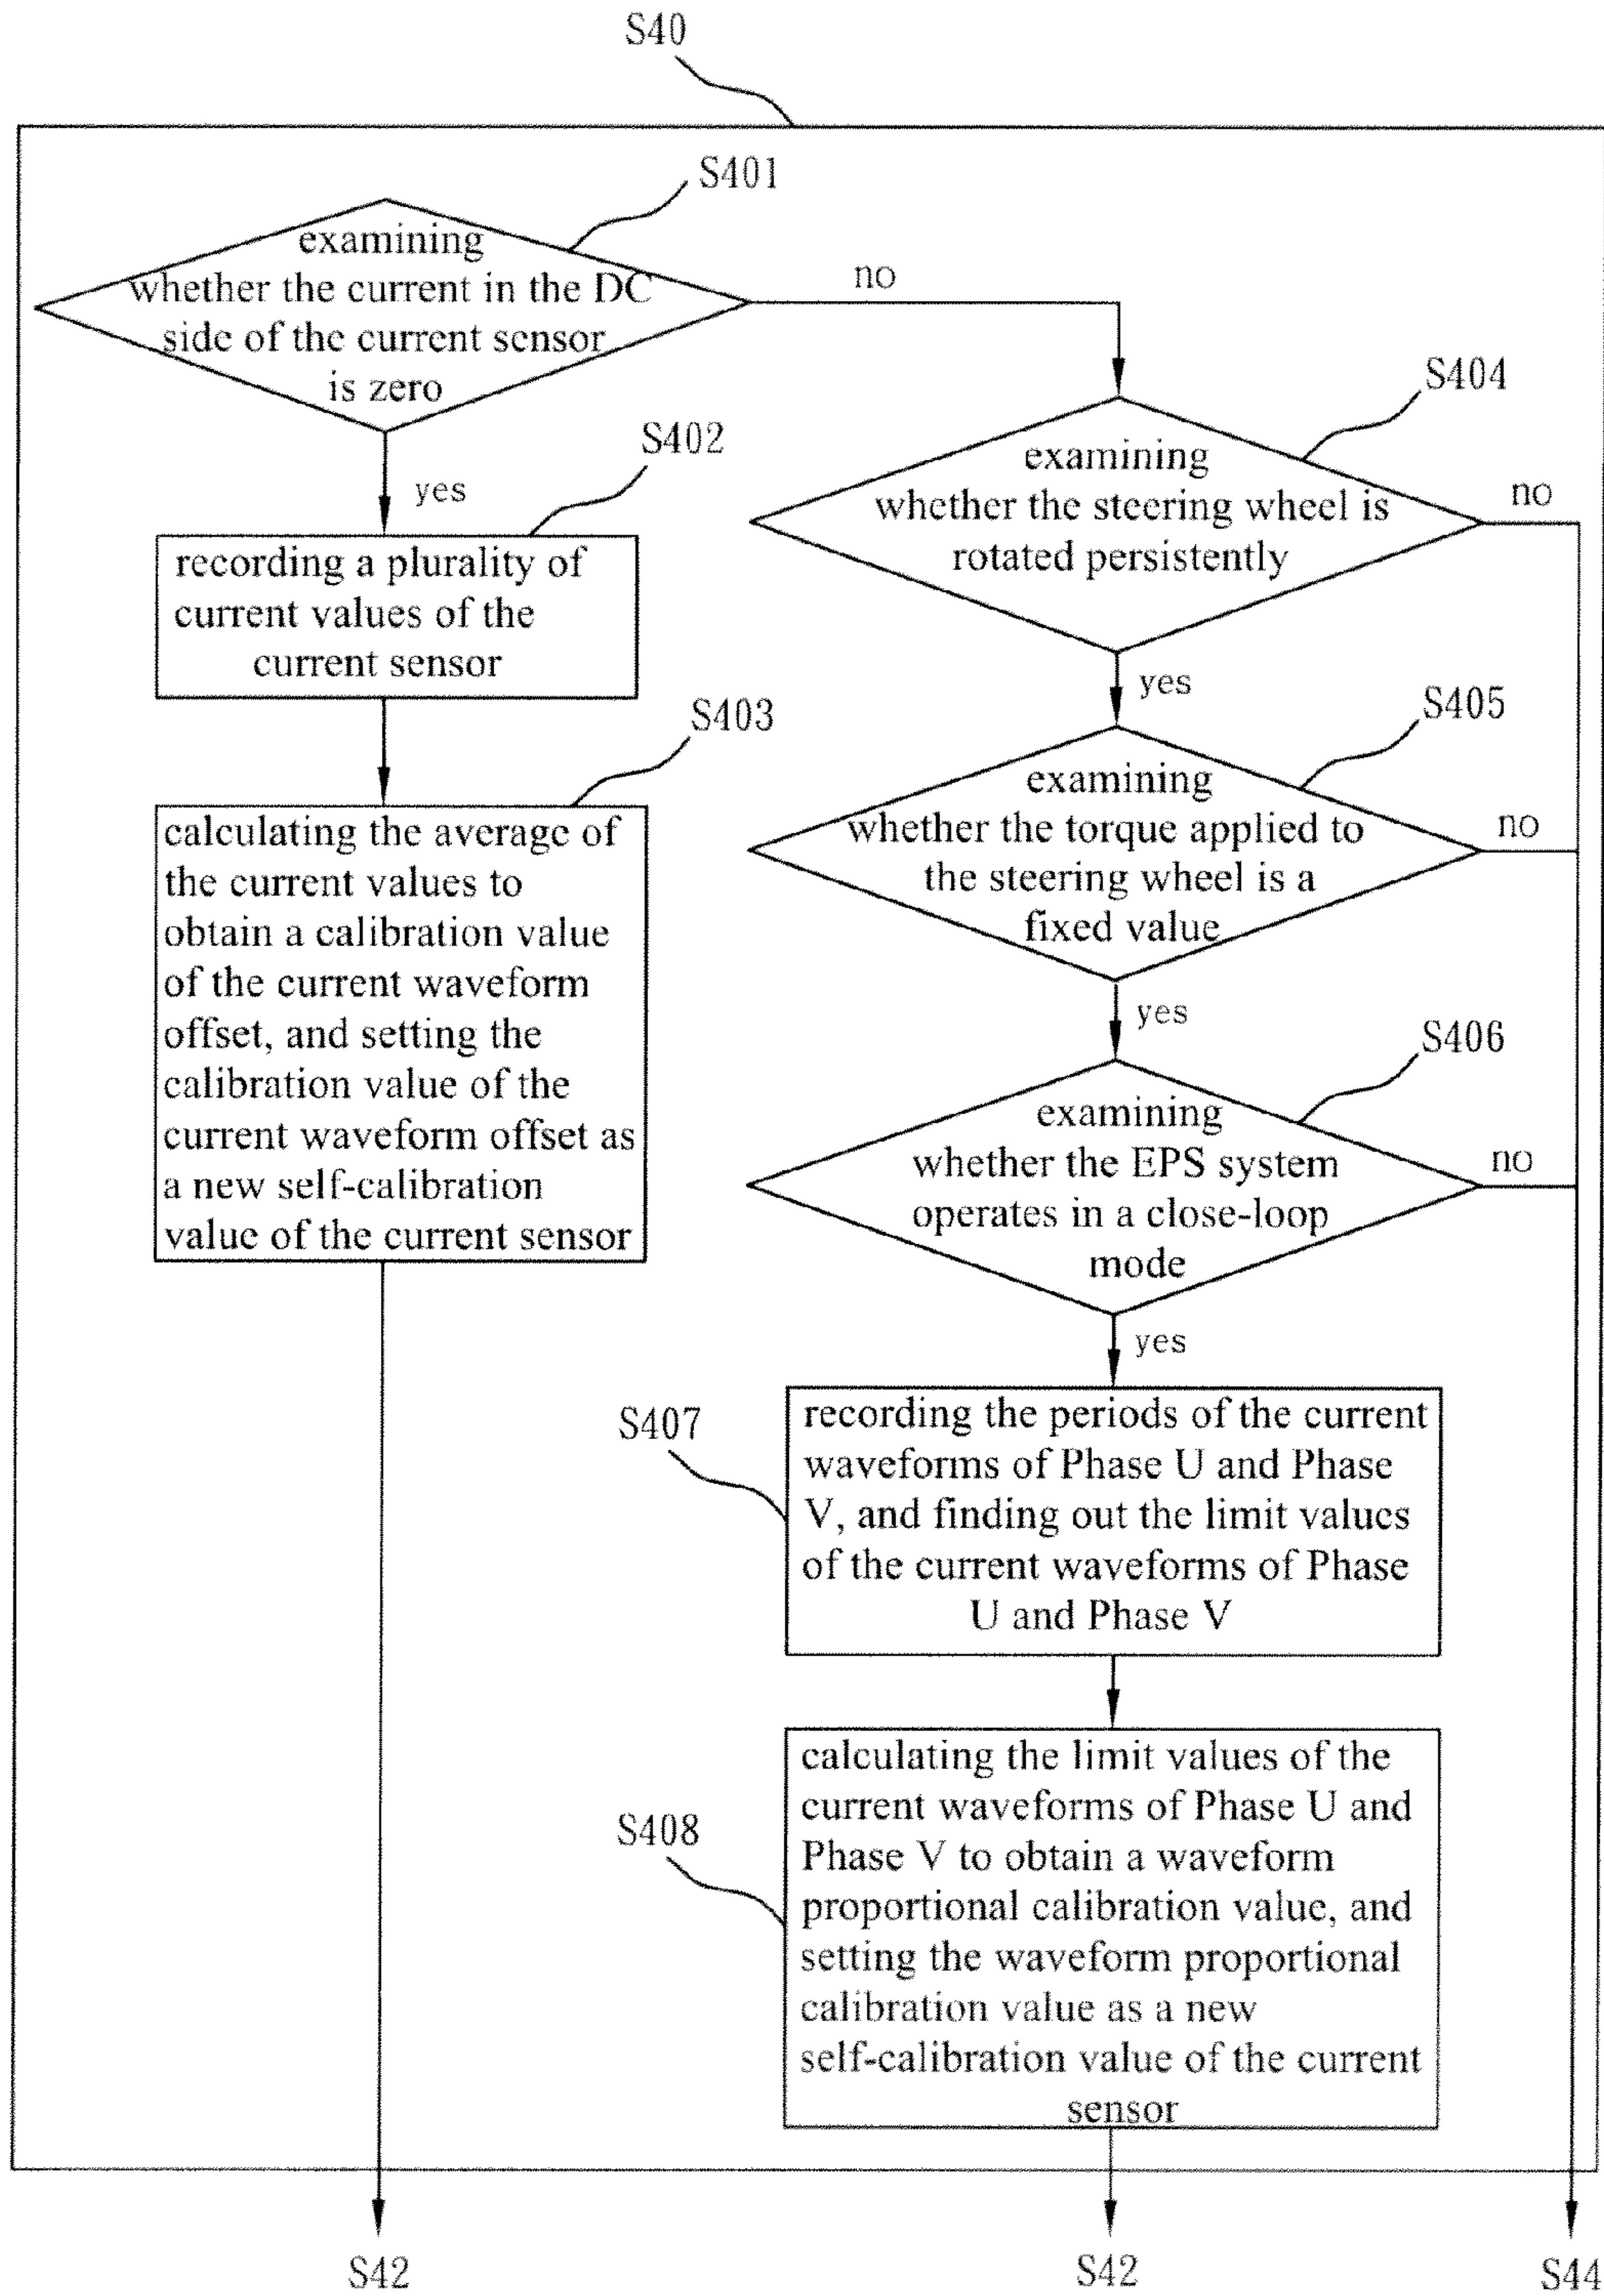 S40
S401
examining
whether the current in the DC
side of the current sensor
is zero
no
yes
S402
recording a plurality of
current values of the
current sensor
S403
calculating the average of
the current values to
obtain a calibration value
of the current waveform
offset, and setting the
calibration value of the
current waveform offset as
a new self-calibration
value of the current sensor
S404
examining
whether the steering wheel is
rotated persistently
no
yes
S405
examining
whether the torque applied to
the steering wheel is a
fixed value
no
yes
S406
examining
whether the EPS system
operates in a close-loop
mode
no
yes
S407
recording the periods of the current
waveforms of Phase U and Phase
V, and finding out the limit values
of the current waveforms of Phase
U and Phase V
S408
calculating the limit values of the
current waveforms of Phase U and
Phase V to obtain a waveform
proportional calibration value, and
setting the waveform proportional
calibration value as a new
self-calibration value of the current
sensor
S42
S42
S44